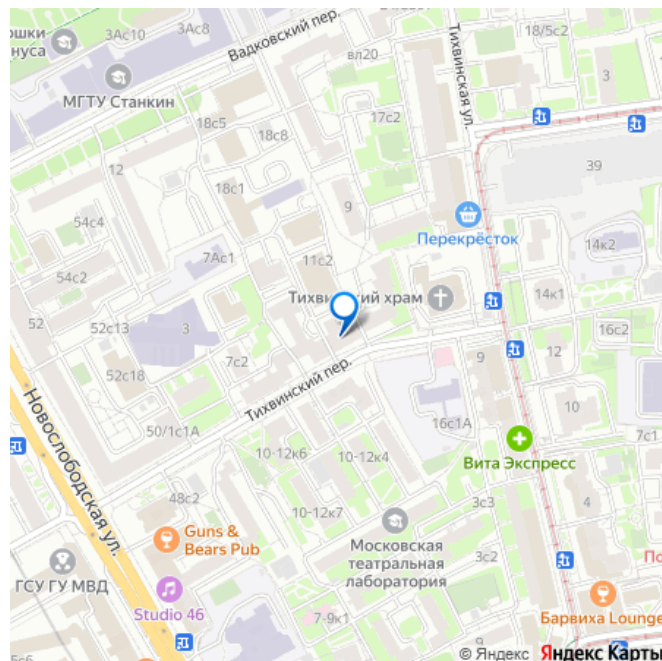 3Ас10
3Ас8
Вадковский пер.
вл20
Тихвинская ул.
18/5с2
3
МГТУ Станкин
18с5
18с8
17с2
39
12
18с1
9
Перекрёсток
54с4
7Ас1
11с2
14к2
54с2
Тихвинский храм
14к1
52
52с13
3
16с2
7с2
9
12
52с18
Тихвинский пер.
Новослободская ул.
50/1с1А
16с1А
10
7с1
10-12к6
10-12к4
Вита Экспресс
48с2
10-12к7
3с3
4
Guns &
Bears Pub
Московская
театральная
лаборатория
3с2
ГСУ ГУ МВД
Studio 46
7-9к1
Барвиха Lounge
9
© Яндекс Яндекс Карты